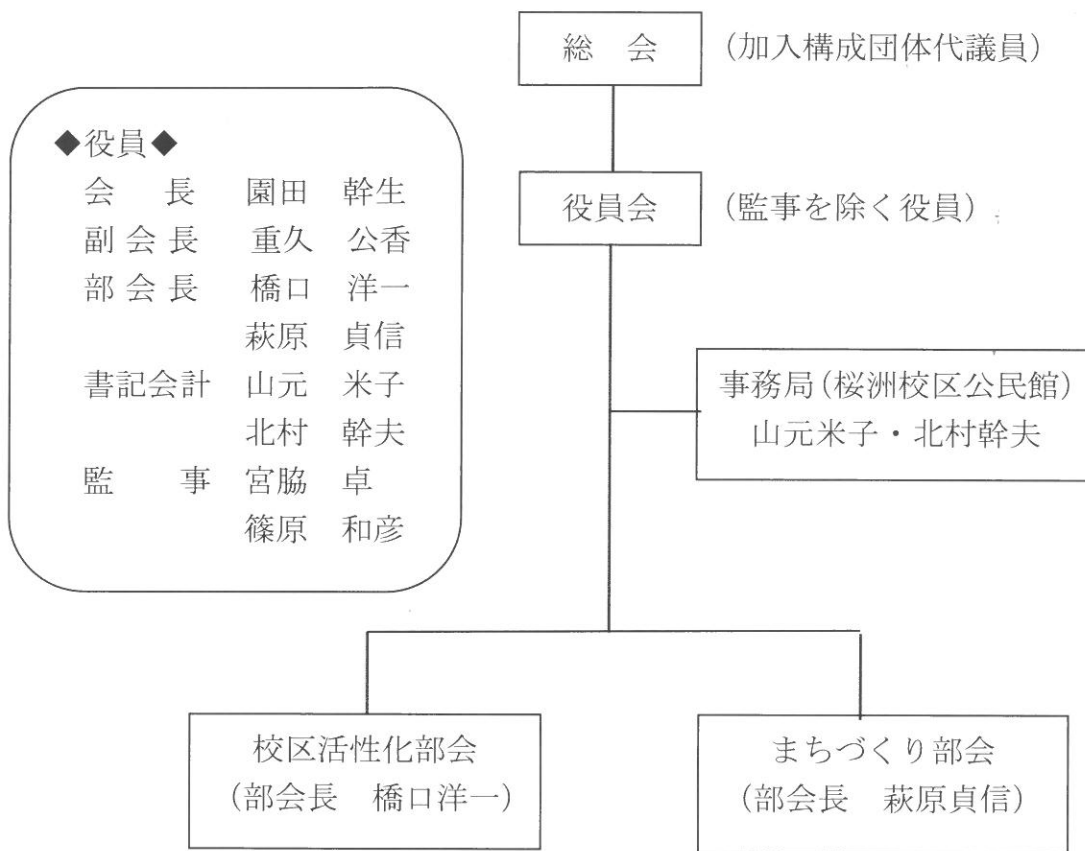 総　会
(加入構成団体代議員)
◆役員◆
会　　長　園田　幹生
副 会 長　重久　公香
部 会 長　橋口　洋一
萩原　貞信
書記会計　山元　米子
北村　幹夫
監　　事　宮脇　卓
篠原　和彦
役員会
(監事を除く役員)
事務局(桜洲校区公民館)
山元米子・北村幹夫
校区活性化部会
(部会長　橋口洋一)
まちづくり部会
(部会長　萩原貞信)